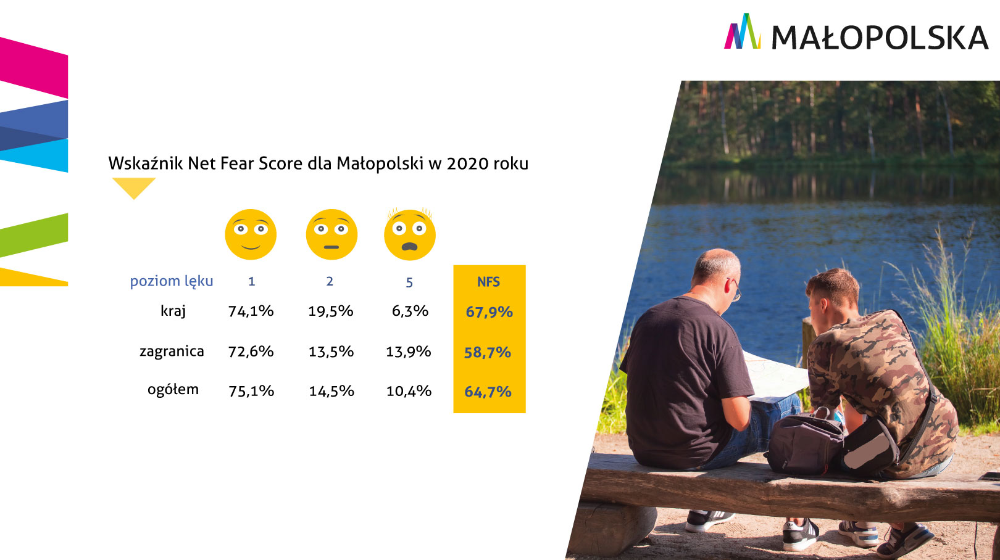 MAŁOPOLSKA
Wskaźnik Net Fear Score dla Małopolski w 2020 roku
poziom lęku 1 2 5 NFS
kraj 74,1% 19,5% 6,3% 67,9%
zagranica 72,6% 13,5% 13,9% 58,7%
ogółem 75,1% 14,5% 10,4% 64,7%